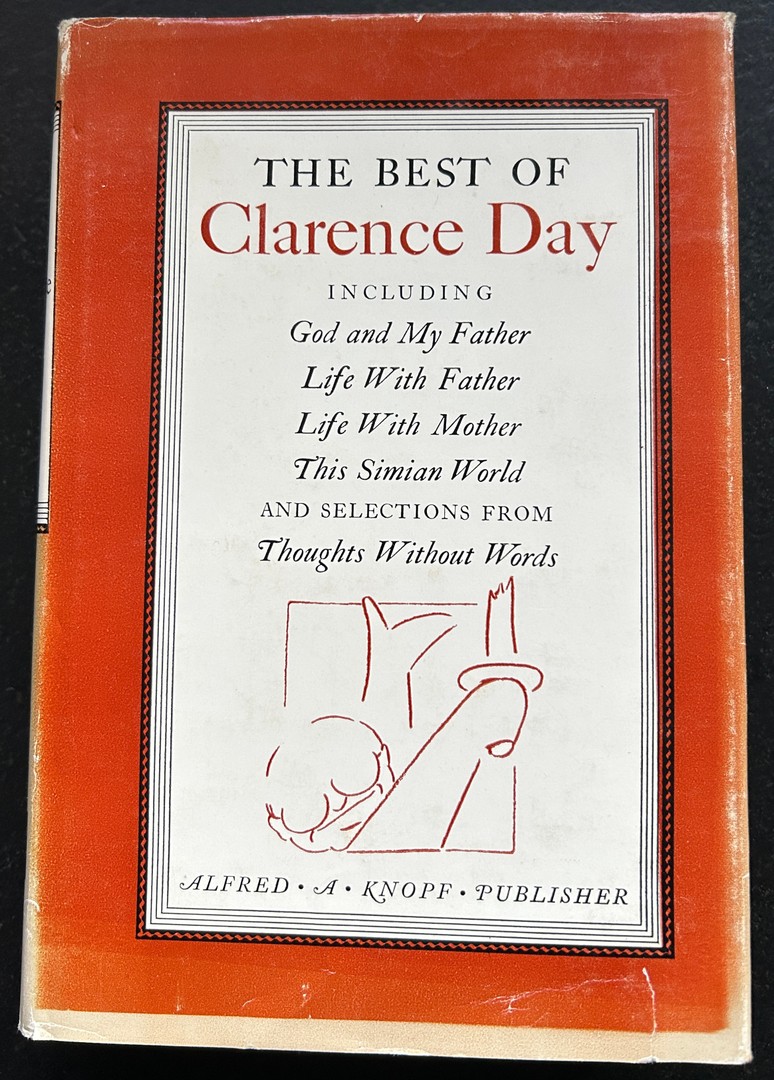 THE BEST OF
Clarence Day
INCLUDING
God and My Father
Life With Father
Life With Mother
This Simian World
AND SELECTIONS FROM
Thoughts Without Words
ALFRED · A · KNOPF · PUBLISHER